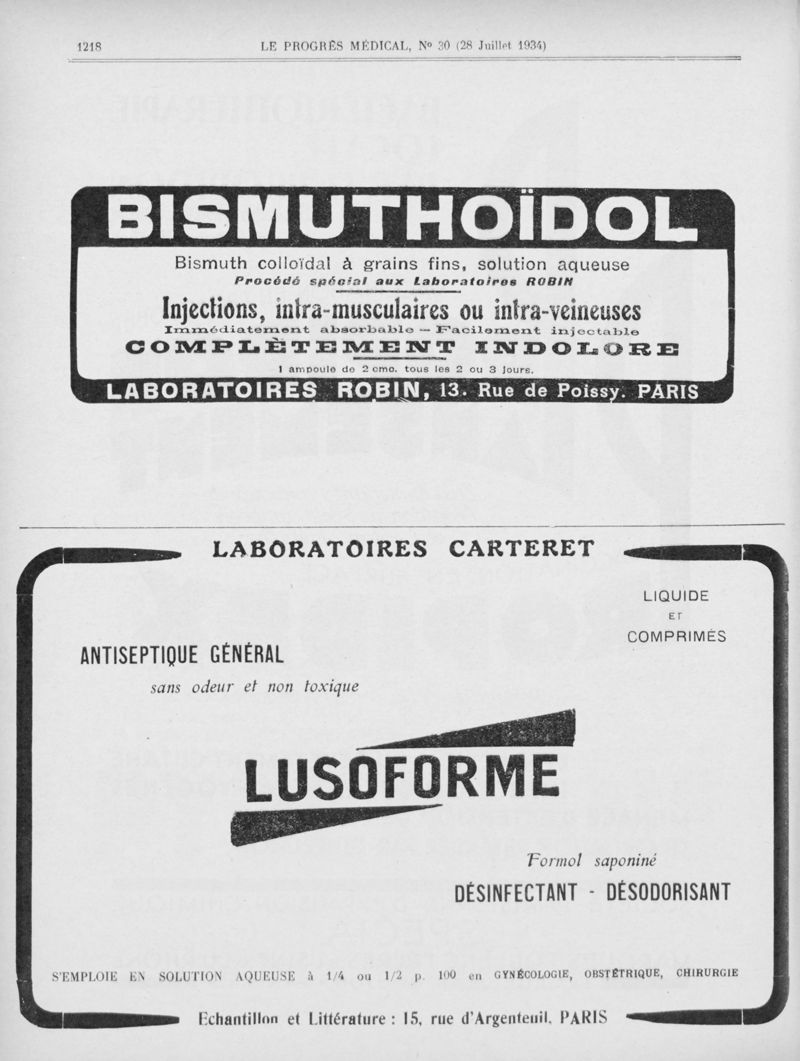 1218
LE PROGRÈS MÉDICAL, No 30 (28 Juillet 1934)
BISMUTHOÏDOL
Bismuth colloïdal à grains fins, solution aqueuse
Procédé spécial aux Laboratoires ROBIN
Injections, intra-musculaires ou intra-veineuses
Immédiatement absorbable — Facilement injectable
COMPLÈTEMENT INDOLORE
1 ampoule de 2 cmc. tous les 2 ou 3 jours.
LABORATOIRES ROBIN, 13. Rue de Poissy. PARIS
LABORATOIRES CARTERET
LIQUIDE
ET
COMPRIMÉS
ANTISEPTIQUE GÉNÉRAL
sans odeur et non toxique
LUSOFORME
Formol saponiné
DÉSINFECTANT - DÉSODORISANT
S'EMPLOIE EN SOLUTION AQUEUSE à 1/4 ou 1/2 p. 100 en GYNÉCOLOGIE, OBSTÉTRIQUE, CHIRURGIE
Echantillon et Littérature : 15, rue d'Argenteuil. PARIS